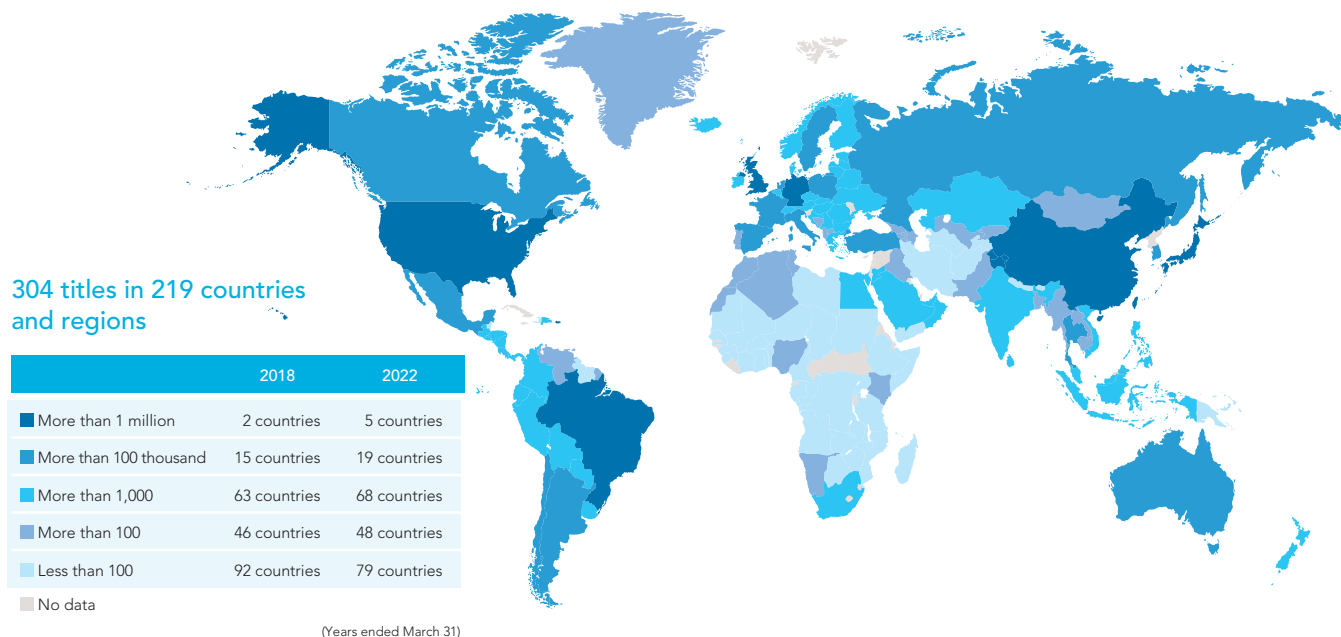 304 titles in 219 countries
and regions
2018 2022
More than 1 million 2 countries 5 countries
More than 100 thousand 15 countries 19 countries
More than 1,000 63 countries 68 countries
More than 100 46 countries 48 countries
Less than 100 92 countries 79 countries
No data
(Years ended March 31)